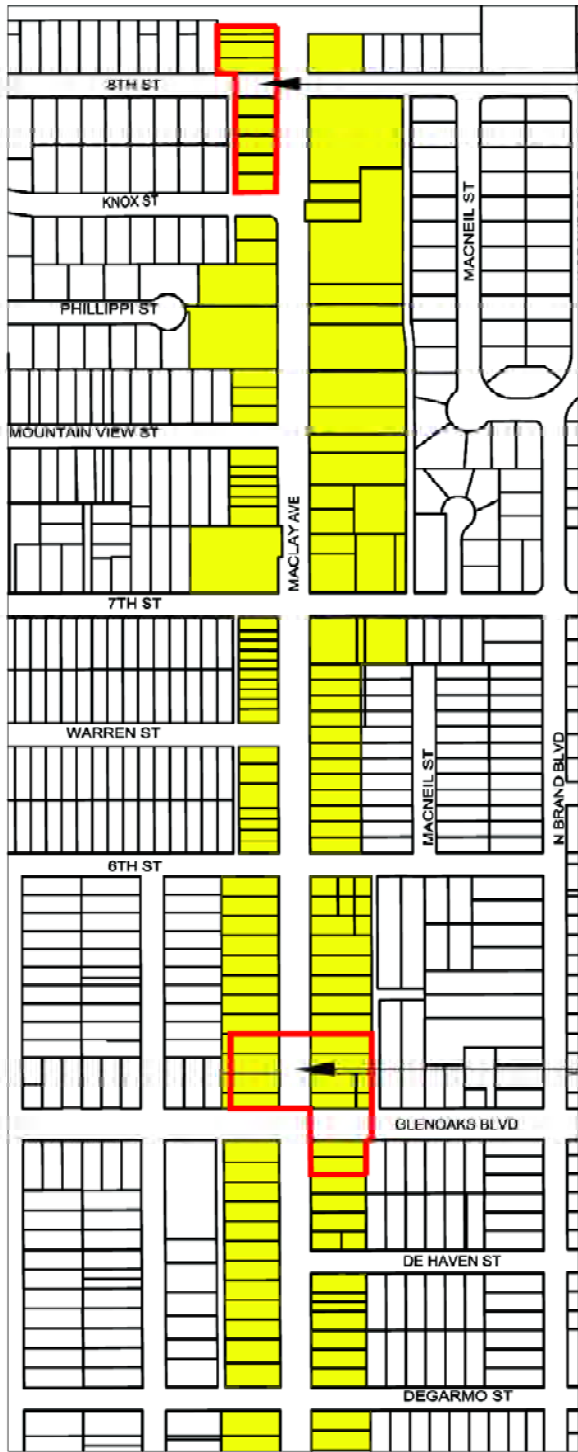 8TH ST
KNOX ST
MACNEIL ST
PHILLIPPI ST
MOUNTAIN VIEW ST
MACLAY AVE
7TH ST
WARREN ST
MACNEIL ST
N BRAND BLVD
6TH ST
GLENOAKS BLVD
DE HAVEN ST
DEGARMO ST